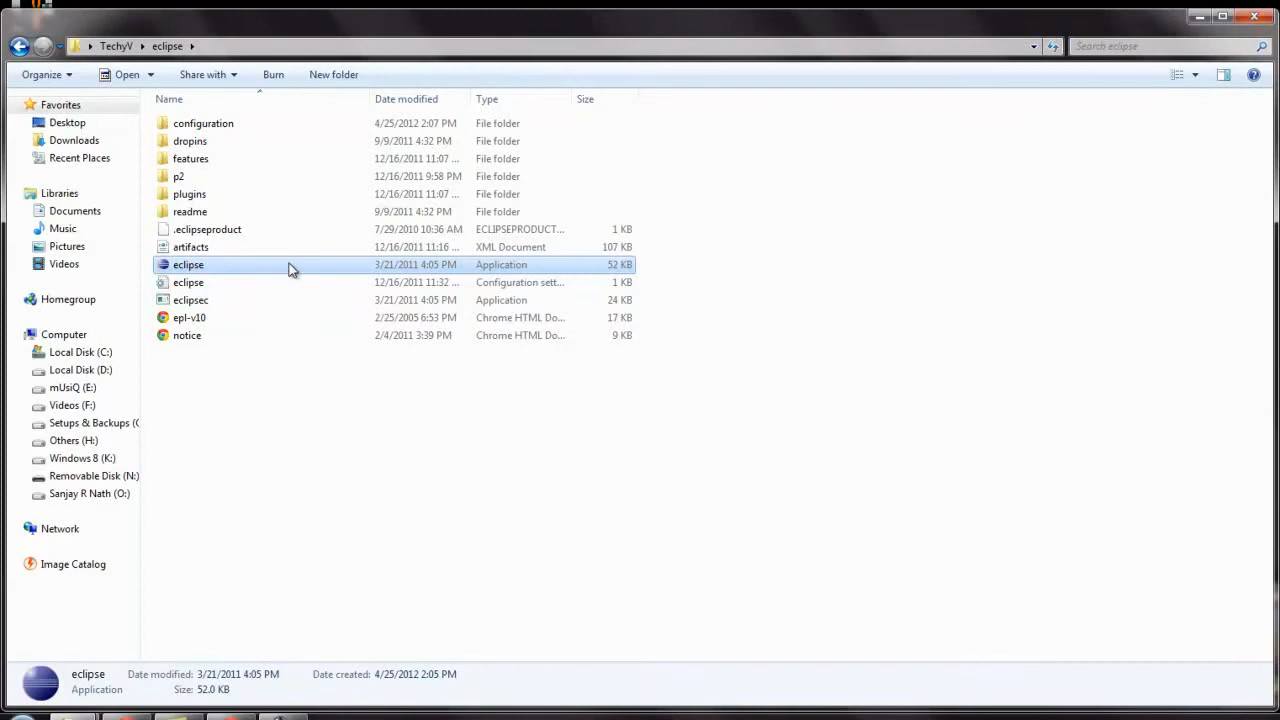 TechyV eclipse Search eclipse
Organize Open Share with Burn New folder
Name Date modified Type Size
Favorites
Desktop
Downloads
Recent Places
Libraries
Documents
Music
Pictures
Videos
Homegroup
Computer
Local Disk (C:)
Local Disk (D:)
mUsiQ (E:)
Videos (F:)
Setups & Backups (G
Others (H:)
Windows 8 (K:)
Removable Disk (N:)
Sanjay R Nath (O:)
Network
Image Catalog
configuration 4/25/2012 2:07 PM File folder
dropins 9/9/2011 4:32 PM File folder
features 12/16/2011 11:07 ... File folder
p2 12/16/2011 9:58 PM File folder
plugins 12/16/2011 11:07 ... File folder
readme 9/9/2011 4:32 PM File folder
.eclipseproduct 7/29/2010 10:36 AM ECLIPSEPRODUCT... 1 KB
artifacts 12/16/2011 11:16 ... XML Document 107 KB
eclipse 3/21/2011 4:05 PM Application 52 KB
eclipse 12/16/2011 11:32 ... Configuration sett... 1 KB
eclipsec 3/21/2011 4:05 PM Application 24 KB
epl-v10 2/25/2005 6:53 PM Chrome HTML Do... 17 KB
notice 2/4/2011 3:39 PM Chrome HTML Do... 9 KB
eclipse Date modified: 3/21/2011 4:05 PM Date created: 4/25/2012 2:05 PM
Application Size: 52.0 KB